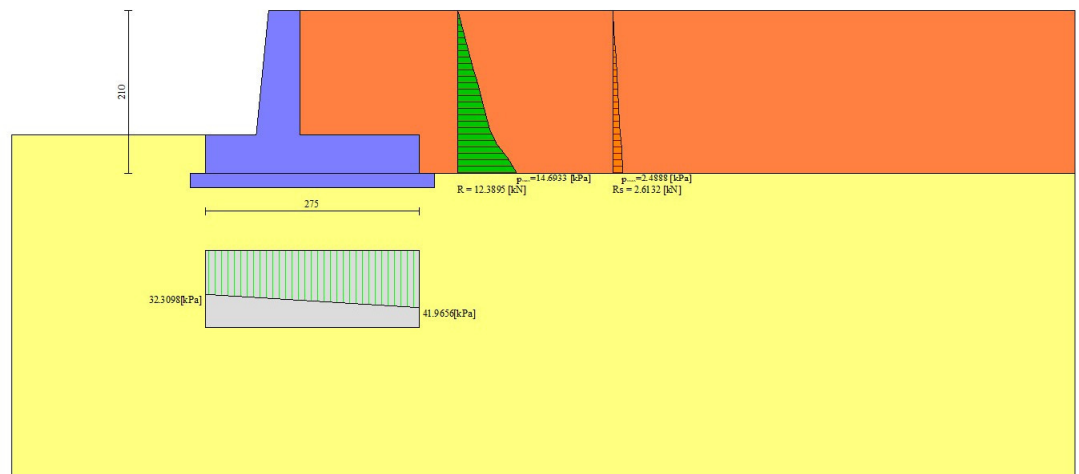 210
=14.6933 [kPa]
=2.4888 [kPa]
R = 12.3895 [kN]
Rs = 2.6132 [kN]
275
32.3098[kPa]
41.9656[kPa]